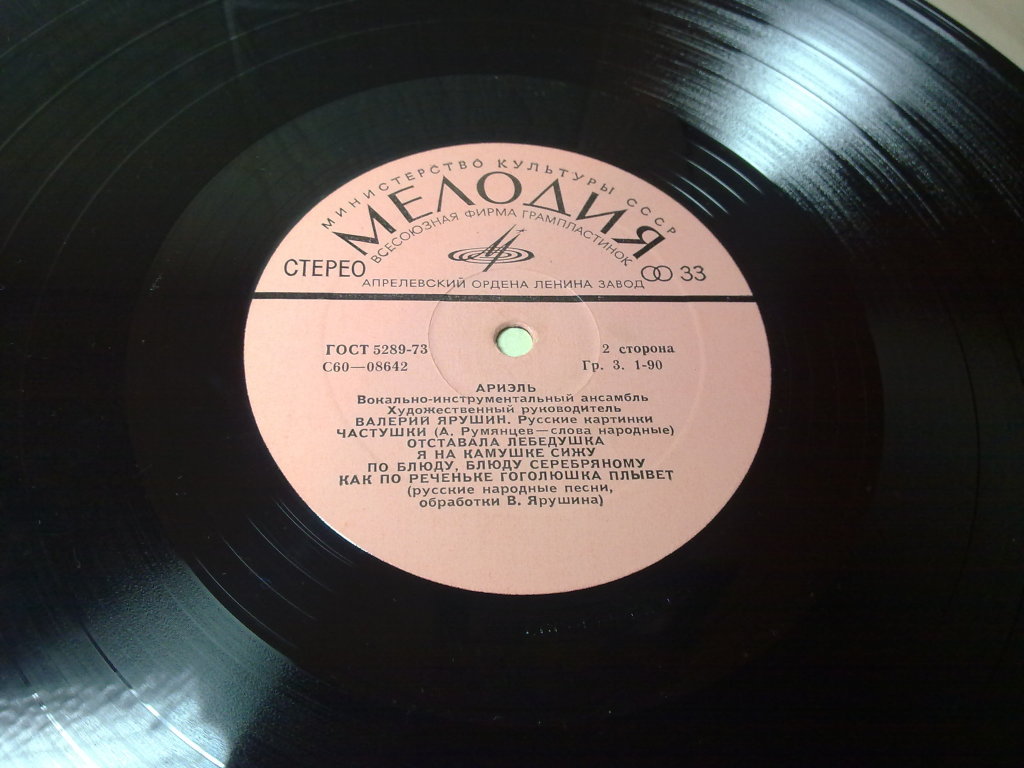 МИНИСТЕРСТВО КУЛЬТУРЫ СССР
МЕЛОДИЯ
ВСЕСОЮЗНАЯ ФИРМА ГРАМПЛАСТИНОК
СТЕРЕО
33
АПРЕЛЕВСКИЙ ОРДЕНА ЛЕНИНА ЗАВОД
ГОСТ 5289-73
2 сторона
С60—08642
Гр. 3. 1-90
АРИЭЛЬ
Вокально-инструментальный ансамбль
Художественный руководитель
ВАЛЕРИЙ ЯРУШИН. Русские картинки
ЧАСТУШКИ (А. Румянцев—слова народные)
ОТСТАВАЛА ЛЕБЕДУШКА
Я НА КАМУШКЕ СИЖУ
ПО БЛЮДУ, БЛЮДУ СЕРЕБРЯНОМУ
КАК ПО РЕЧЕНЬКЕ ГОГОЛЮШКА ПЛЫВЕТ
(русские народные песни,
обработки В. Ярушина)